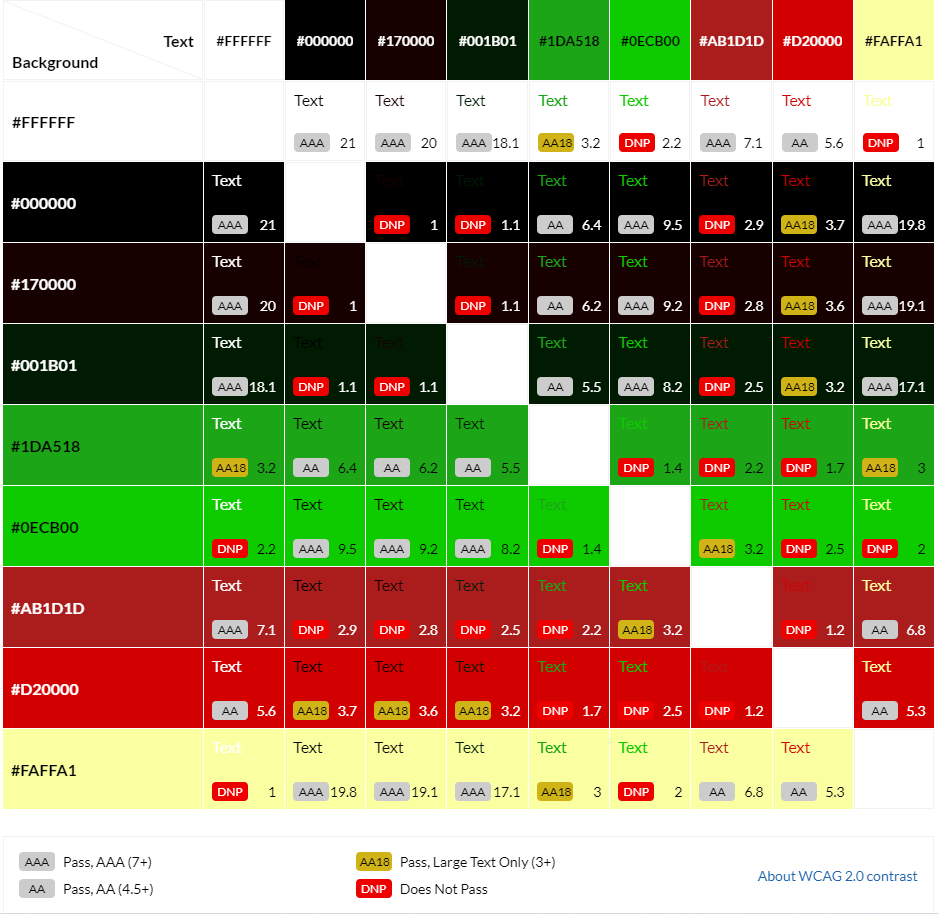 Text
Background
#FFFFFF #000000 #170000 #001B01 #1DA518 #0ECB00 #AB1D1D #D20000 #FAFFA1
#FFFFFF
Text Text Text Text Text Text Text Text
AAA 21 AAA 20 AAA 18.1 AA18 3.2 DNP 2.2 AAA 7.1 AA 5.6 DNP 1
#000000
Text Text Text Text Text Text Text Text
AAA 21 DNP 1 DNP 1.1 AA 6.4 AAA 9.5 DNP 2.9 AA18 3.7 AAA 19.8
#170000
Text Text Text Text Text Text Text Text
AAA 20 DNP 1 DNP 1.1 AA 6.2 AAA 9.2 DNP 2.8 AA18 3.6 AAA 19.1
#001B01
Text Text Text Text Text Text Text Text
AAA 18.1 DNP 1.1 DNP 1.1 AA 5.5 AAA 8.2 DNP 2.5 AA18 3.2 AAA 17.1
#1DA518
Text Text Text Text Text Text Text Text
AA18 3.2 AA 6.4 AA 6.2 AA 5.5 DNP 1.4 DNP 2.2 DNP 1.7 AA18 3
#0ECB00
Text Text Text Text Text Text Text Text
DNP 2.2 AAA 9.5 AAA 9.2 AAA 8.2 DNP 1.4 AA18 3.2 DNP 2.5 DNP 2
#AB1D1D
Text Text Text Text Text Text Text Text
AAA 7.1 DNP 2.9 DNP 2.8 DNP 2.5 DNP 2.2 AA18 3.2 DNP 1.2 AA 6.8
#D20000
Text Text Text Text Text Text Text Text
AA 5.6 AA18 3.7 AA18 3.6 AA18 3.2 DNP 1.7 DNP 2.5 DNP 1.2 AA 5.3
#FAFFA1
Text Text Text Text Text Text Text Text
DNP 1 AAA 19.8 AAA 19.1 AAA 17.1 AA18 3 DNP 2 AA 6.8 AA 5.3
AAA Pass, AAA (7+)
AA Pass, AA (4.5+)
AA18 Pass, Large Text Only (3+)
DNP Does Not Pass
About WCAG 2.0 contrast